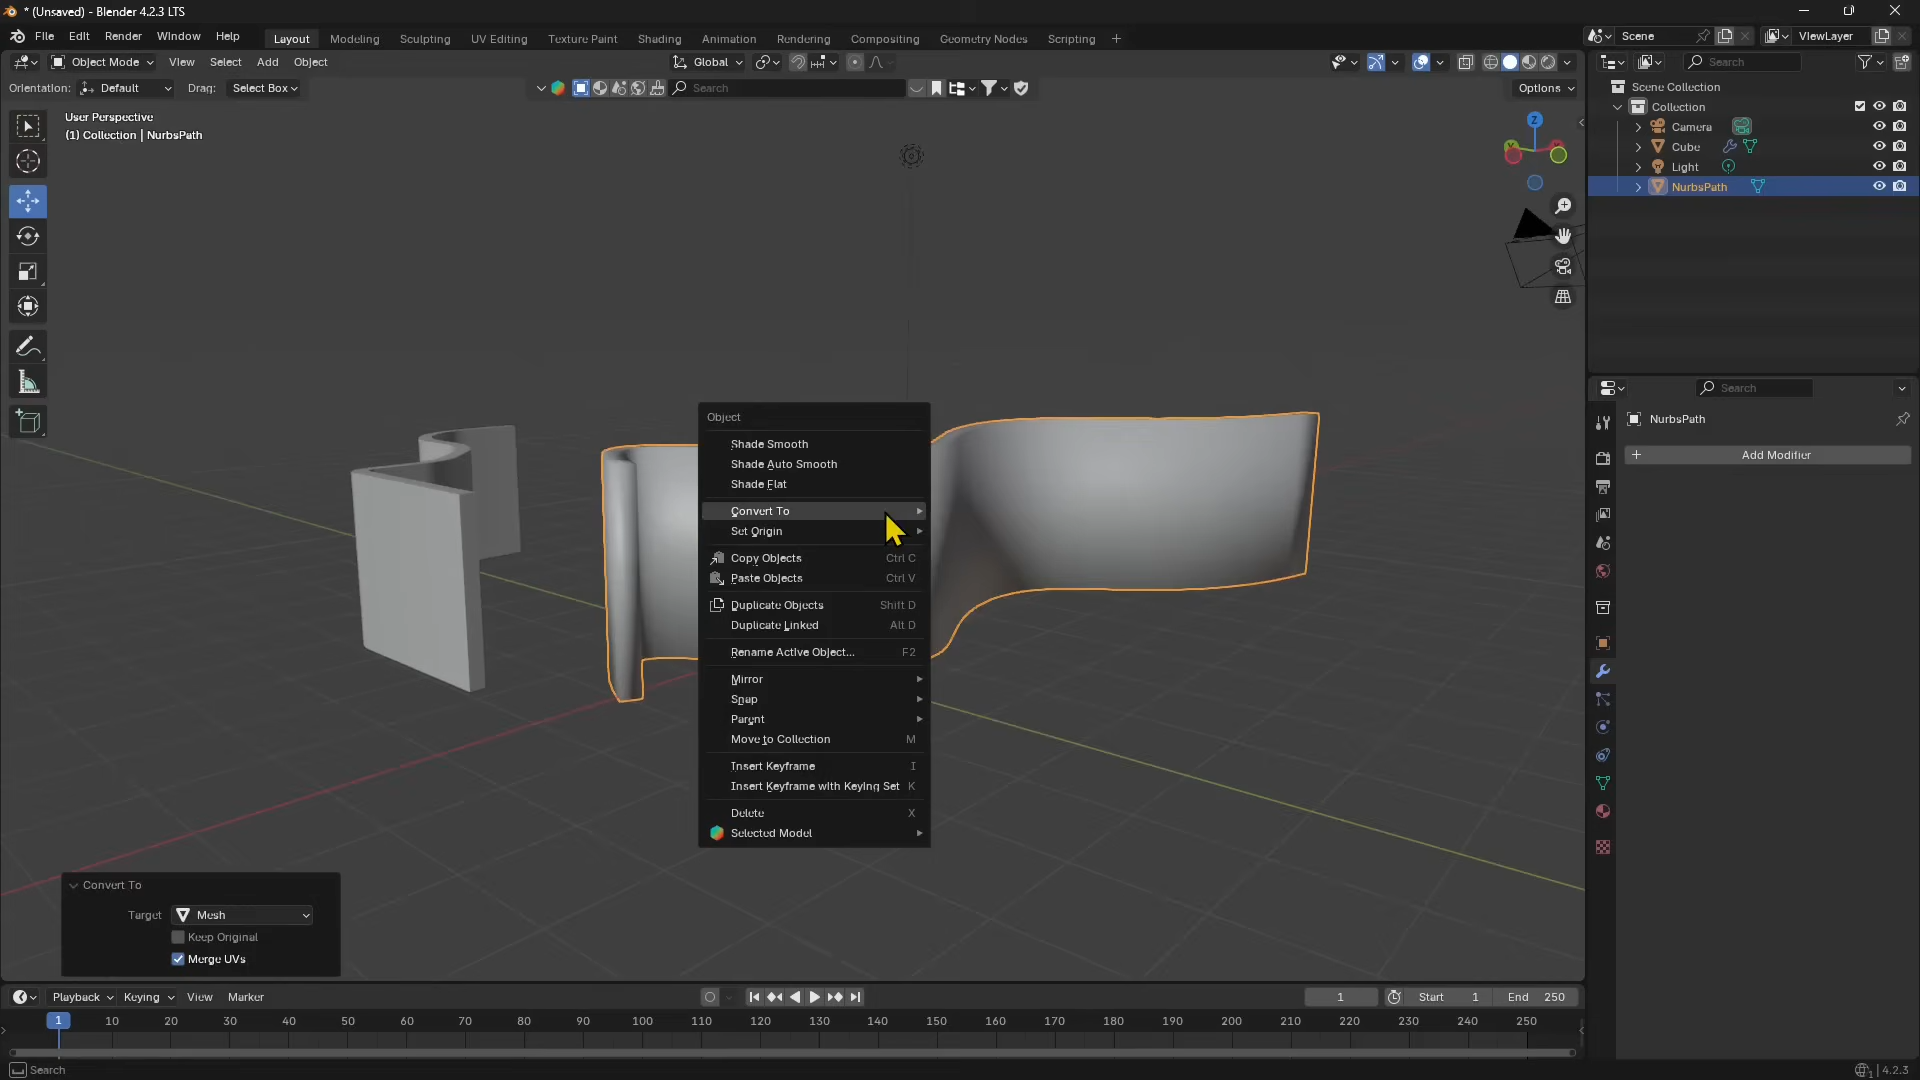 * (Unsaved) - Blender 4.2.3 LTS
File Edit Render Window Help Layout Modeling Sculpting UV Editing Texture Paint Shading Animation Rendering Compositing Geometry Nodes Scripting + Scene ViewLayer
Object Mode View Select Add Object Global Search
Orientation: Default Drag: Select Box Search Options
User Perspective
(1) Collection | NurbsPath
Z
Scene Collection
Collection
Camera
Cube
Light
NurbsPath
Search
NurbsPath
+ Add Modifier
Object
Shade Smooth
Shade Auto Smooth
Shade Flat
Convert To
Set Origin
Copy Objects Ctrl C
Paste Objects Ctrl V
Duplicate Objects Shift D
Duplicate Linked Alt D
Rename Active Object... F2
Mirror
Snap
Parent
Move to Collection M
Insert Keyframe I
Insert Keyframe with Keying Set K
Delete X
Selected Model
Convert To
Target Mesh
Keep Original
Merge UVs
Playback Keying View Marker 1 Start 1 End 250
1 10 20 30 40 50 60 70 80 90 100 110 120 130 140 150 160 170 180 190 200 210 220 230 240 250
Search 4.2.3